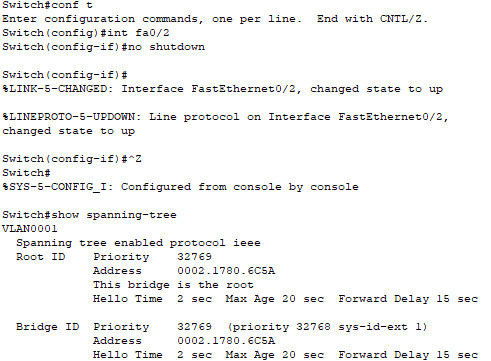 Switch#conf t
Enter configuration commands, one per line.  End with CNTL/Z.
Switch(config)#int fa0/2
Switch(config-if)#no shutdown
Switch(config-if)#
%LINK-5-CHANGED: Interface FastEthernet0/2, changed state to up
%LINEPROTO-5-UPDOWN: Line protocol on Interface FastEthernet0/2,
changed state to up
Switch(config-if)#^Z
Switch#
%SYS-5-CONFIG_I: Configured from console by console
Switch#show spanning-tree
VLAN0001
  Spanning tree enabled protocol ieee
  Root ID    Priority    32769
             Address     0002.1780.6C5A
             This bridge is the root
             Hello Time  2 sec  Max Age 20 sec  Forward Delay 15 sec
  Bridge ID  Priority    32769  (priority 32768 sys-id-ext 1)
             Address     0002.1780.6C5A
             Hello Time  2 sec  Max Age 20 sec  Forward Delay 15 sec